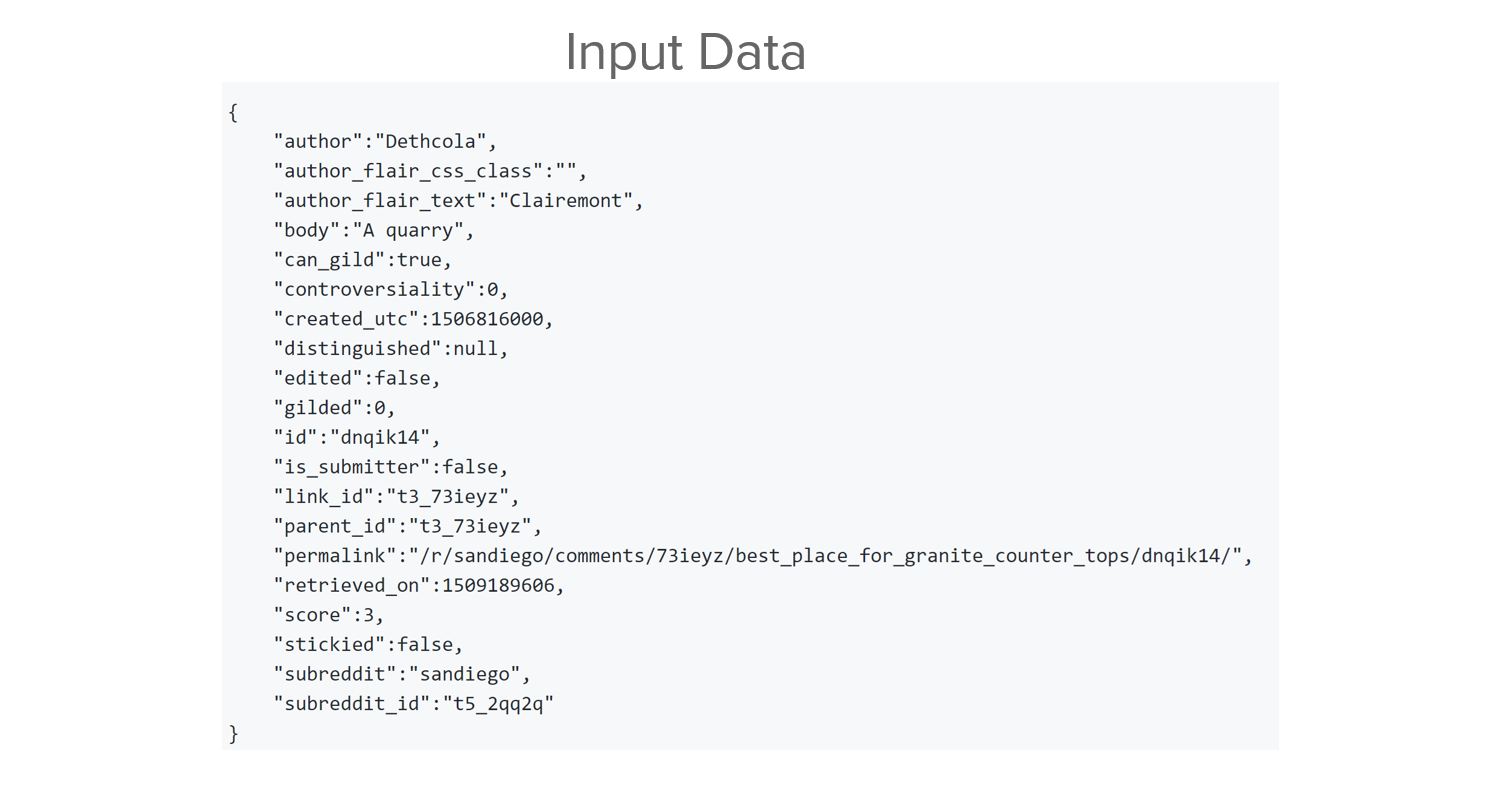 Input Data
{
"author":"Dethcola",
"author_flair_css_class":"",
"author_flair_text":"Clairemont",
"body":"A quarry",
"can_gild":true,
"controversiality":0,
"created_utc":1506816000,
"distinguished":null,
"edited":false,
"gilded":0,
"id":"dnqik14",
"is_submitter":false,
"link_id":"t3_73ieyz",
"parent_id":"t3_73ieyz",
"permalink":"/r/sandiego/comments/73ieyz/best_place_for_granite_counter_tops/dnqik14/",
"retrieved_on":1509189606,
"score":3,
"stickied":false,
"subreddit":"sandiego",
"subreddit_id":"t5_2qq2q"
}